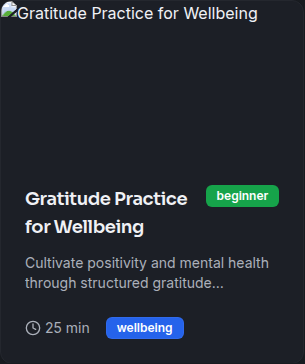 Gratitude Practice for Wellbeing
Gratitude Practice
for Wellbeing
beginner
Cultivate positivity and mental health
through structured gratitude...
25 min
wellbeing